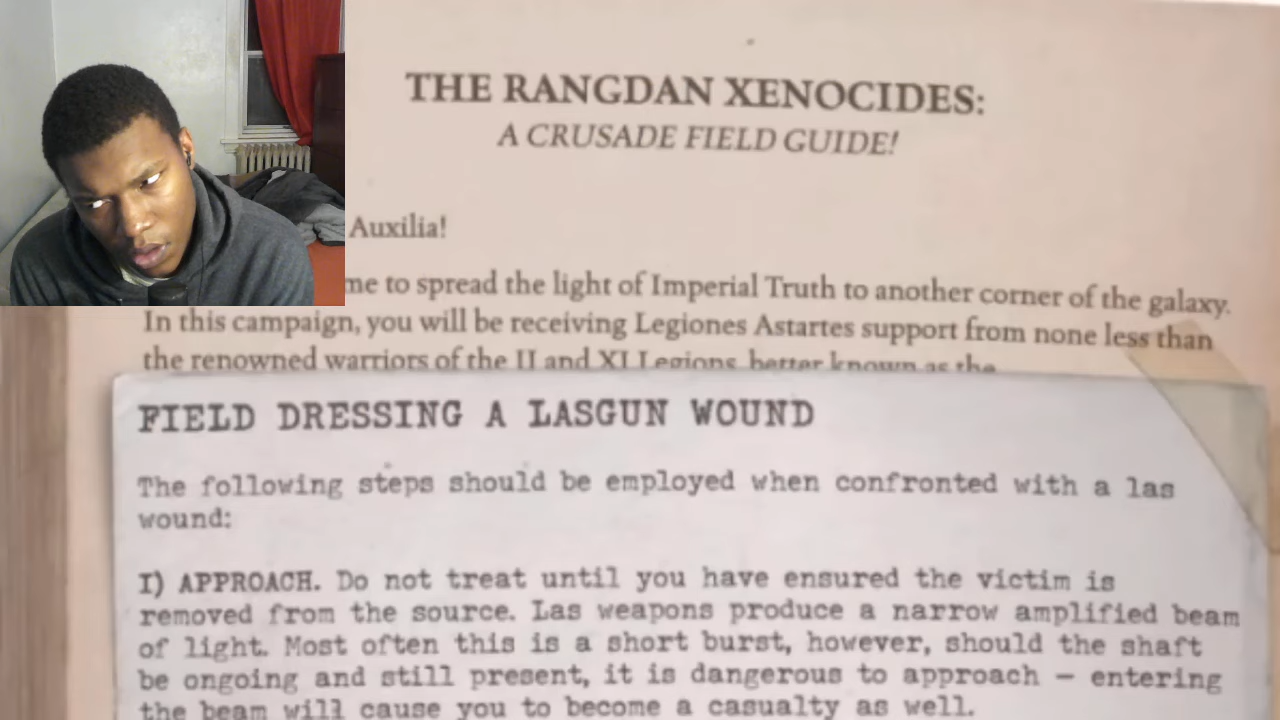 THE RANGDAN XENOCIDES:
A CRUSADE FIELD GUIDE!
Auxilia!
me to spread the light of Imperial Truth to another corner of the galaxy.
In this campaign, you will be receiving Legiones Astartes support from none less than
the renowned warriors of the II and XI Legions, better known as the
FIELD DRESSING A LASGUN WOUND
The following steps should be employed when confronted with a las
wound:
I) APPROACH. Do not treat until you have ensured the victim is
removed from the source. Las weapons produce a narrow amplified beam
of light. Most often this is a short burst, however, should the shaft
be ongoing and still present, it is dangerous to approach — entering
the beam will cause you to become a casualty as well.